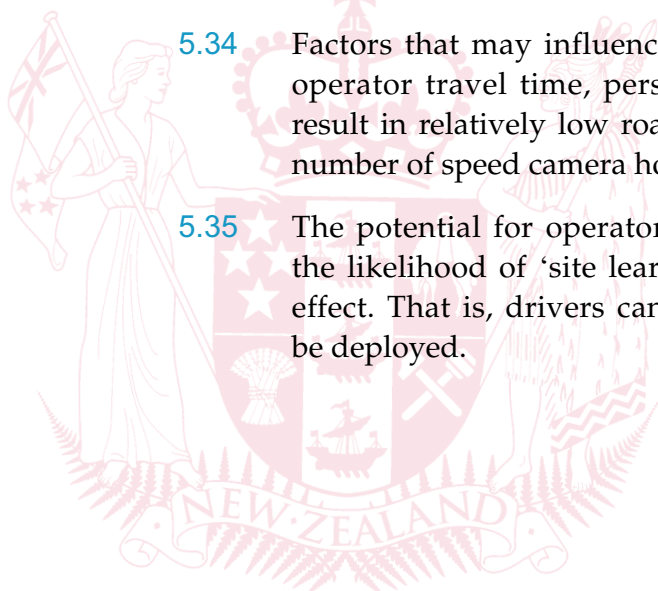 5.34 Factors that may influenc
operator travel time, pers
result in relatively low roa
number of speed camera ho
5.35 The potential for operator
the likelihood of ‘site lear
effect. That is, drivers car
be deployed.
NEW·ZEALAND